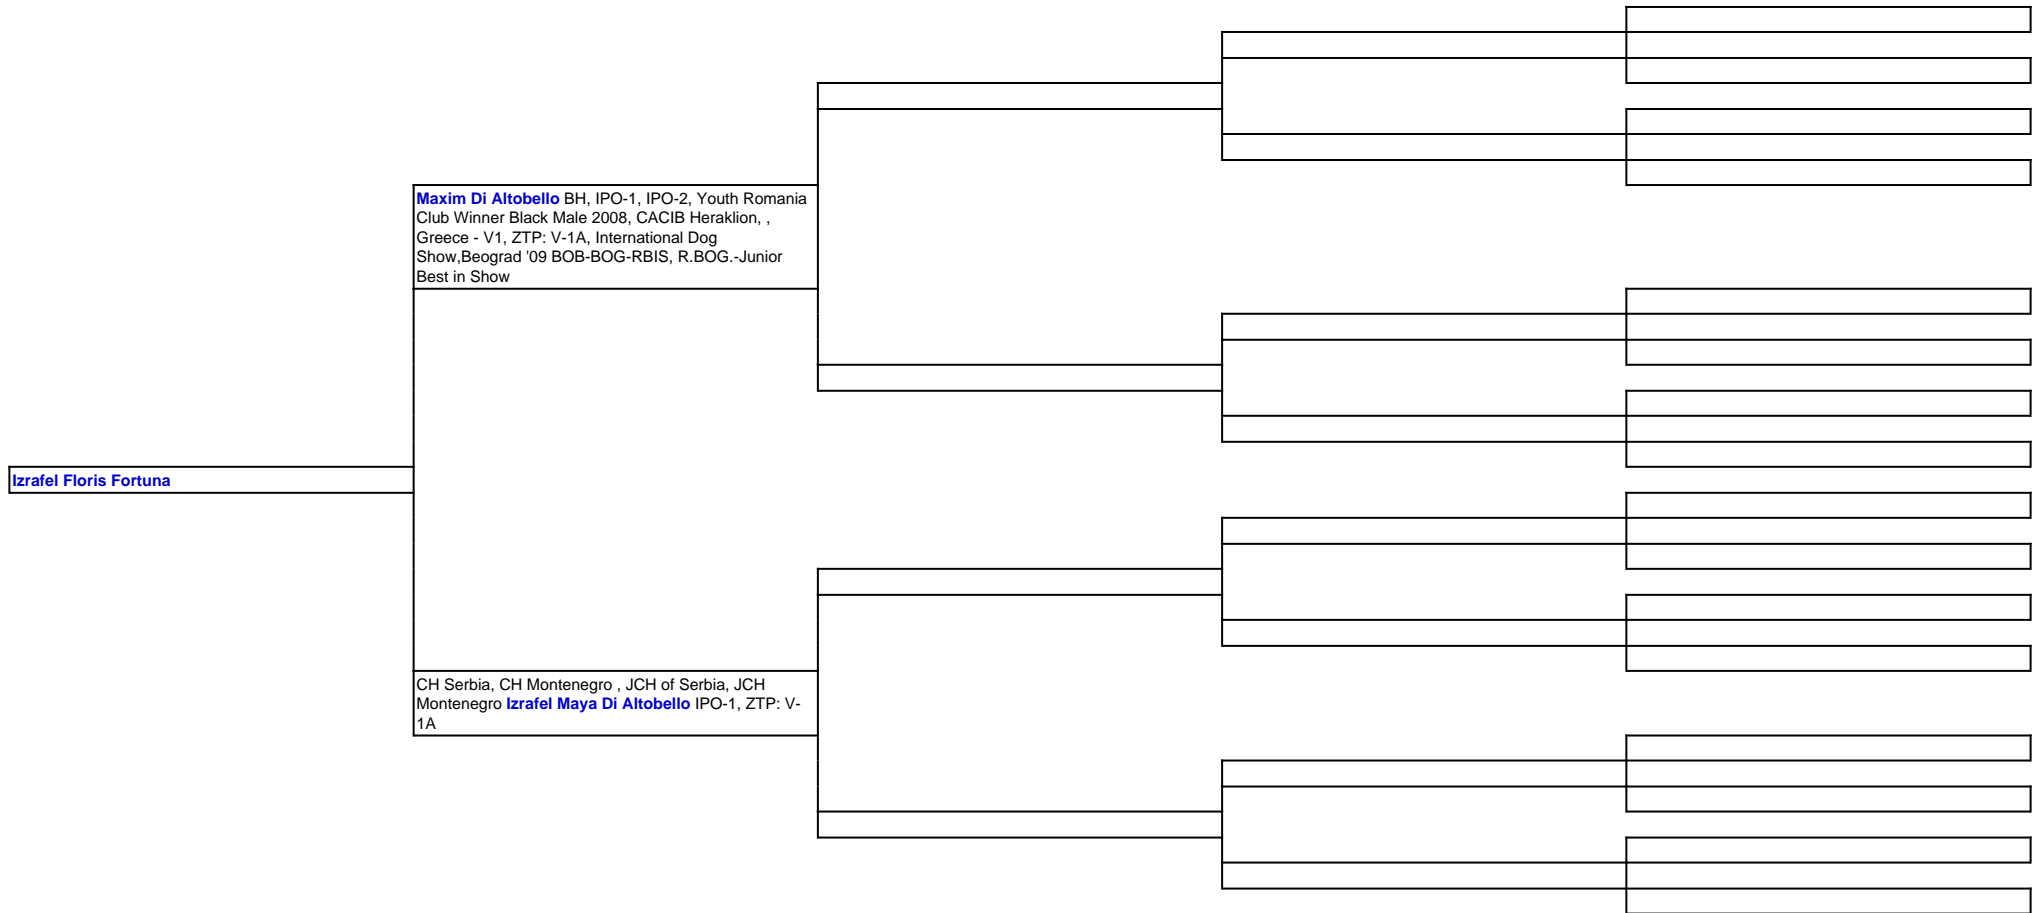 Maxim Di Altobello BH, IPO-1, IPO-2, Youth Romania
Club Winner Black Male 2008, CACIB Heraklion, ,
Greece - V1, ZTP: V-1A, International Dog
Show,Beograd '09 BOB-BOG-RBIS, R.BOG.-Junior
Best in Show
Izrafel Floris Fortuna
CH Serbia, CH Montenegro , JCH of Serbia, JCH
Montenegro Izrafel Maya Di Altobello IPO-1, ZTP: V-
1A